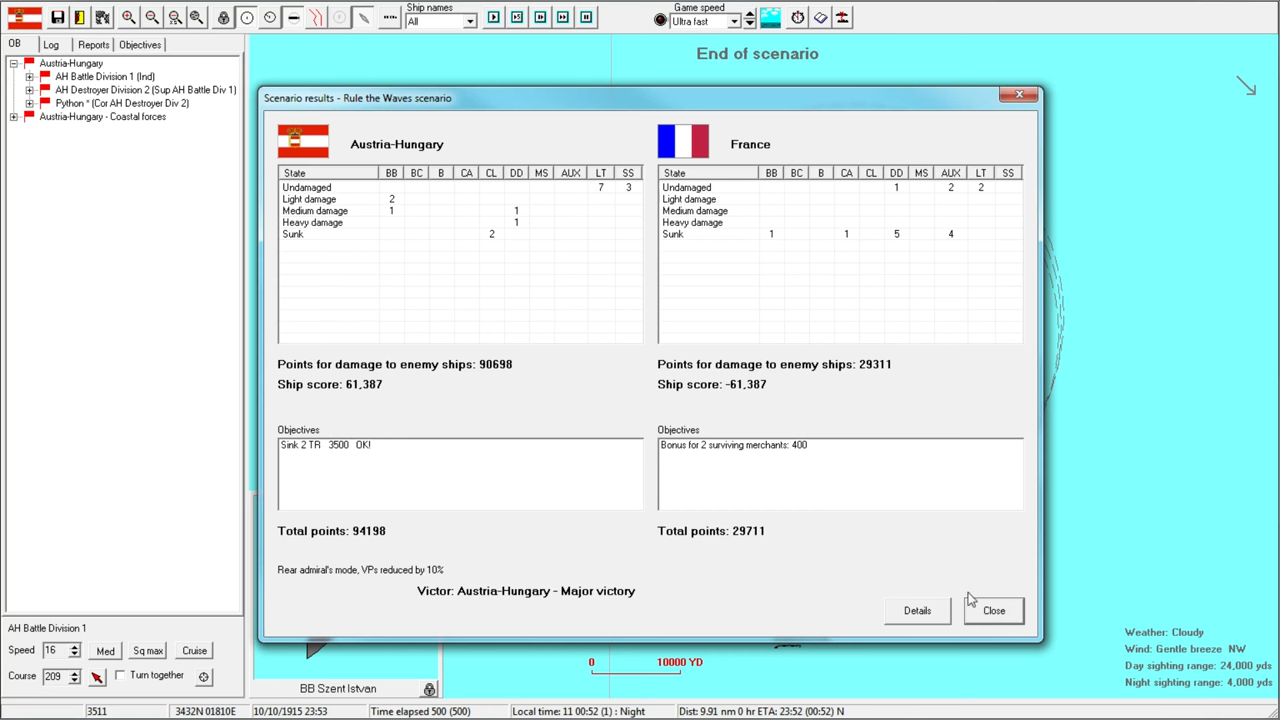 Ship names
All
Game speed
Ultra fast
OB Log Reports Objectives
Austria-Hungary
AH Battle Division 1 (Ind)
AH Destroyer Division 2 (Sup AH Battle Div 1)
Python * (Cor AH Destroyer Div 2)
Austria-Hungary - Coastal forces
End of scenario
Scenario results - Rule the Waves scenario
Austria-Hungary
State BB BC B CA CL DD MS AUX LT SS
Undamaged 7 3
Light damage 2
Medium damage 1 1
Heavy damage 1
Sunk 2
Points for damage to enemy ships: 90698
Ship score: 61,387
Objectives
Sink 2 TR 3500 OK!
Total points: 94198
France
State BB BC B CA CL DD MS AUX LT SS
Undamaged 1 2 2
Light damage
Medium damage
Heavy damage
Sunk 1 1 5 4
Points for damage to enemy ships: 29311
Ship score: -61,387
Objectives
Bonus for 2 surviving merchants: 400
Total points: 29711
Rear admiral's mode, VPs reduced by 10%
Victor: Austria-Hungary - Major victory
Details Close
AH Battle Division 1
Speed 16 Med Sq max Cruise
Course 209 Turn together
BB Szent Istvan
0 10000 YD
Weather: Cloudy
Wind: Gentle breeze NW
Day sighting range: 24,000 yds
Night sighting range: 4,000 yds
3511 3432N 01810E 10/10/1915 23:53 Time elapsed 500 (500) Local time: 11 00:52 (1) : Night Dist: 9.91 nm 0 hr ETA: 23:52 (00:52) N